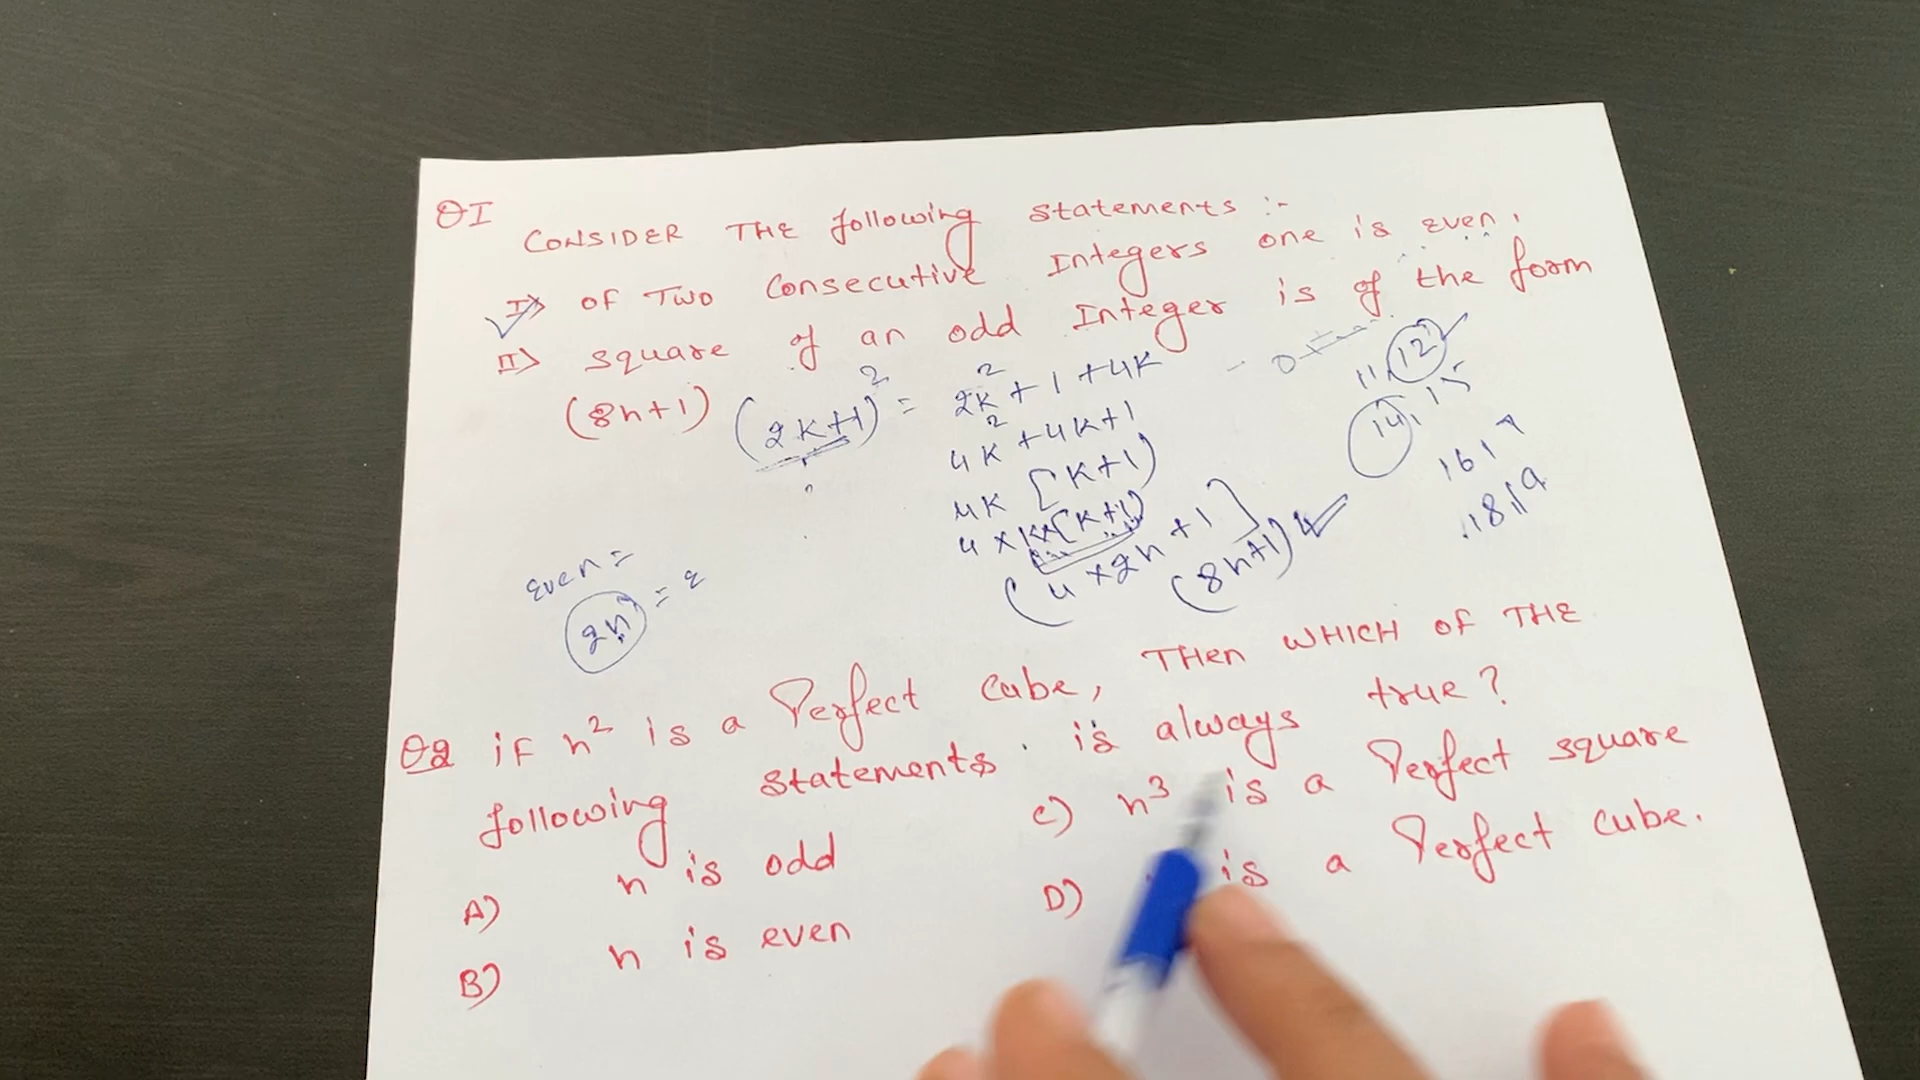 QI CONSIDER THE following statements :-
I> OF TWO Consecutive Integers one is even.
II> square of an odd Integer is of the form
(8n+1) (2K+1)² = 2K² + 1 + 4K
4K² + 4K + 1
4K [K+1)
4 × K×[K+1)
(4 × 2n + 1]
(8n+1)
11, 12
14, 15
16 17
18 19
even =
2n = ε
Q2 iF n² is a Perfect cube, THEN WHICH OF THE
following statements is always true?
A) n is odd
B) n is even
C) n³ is a Perfect square
D) is a Perfect cube.